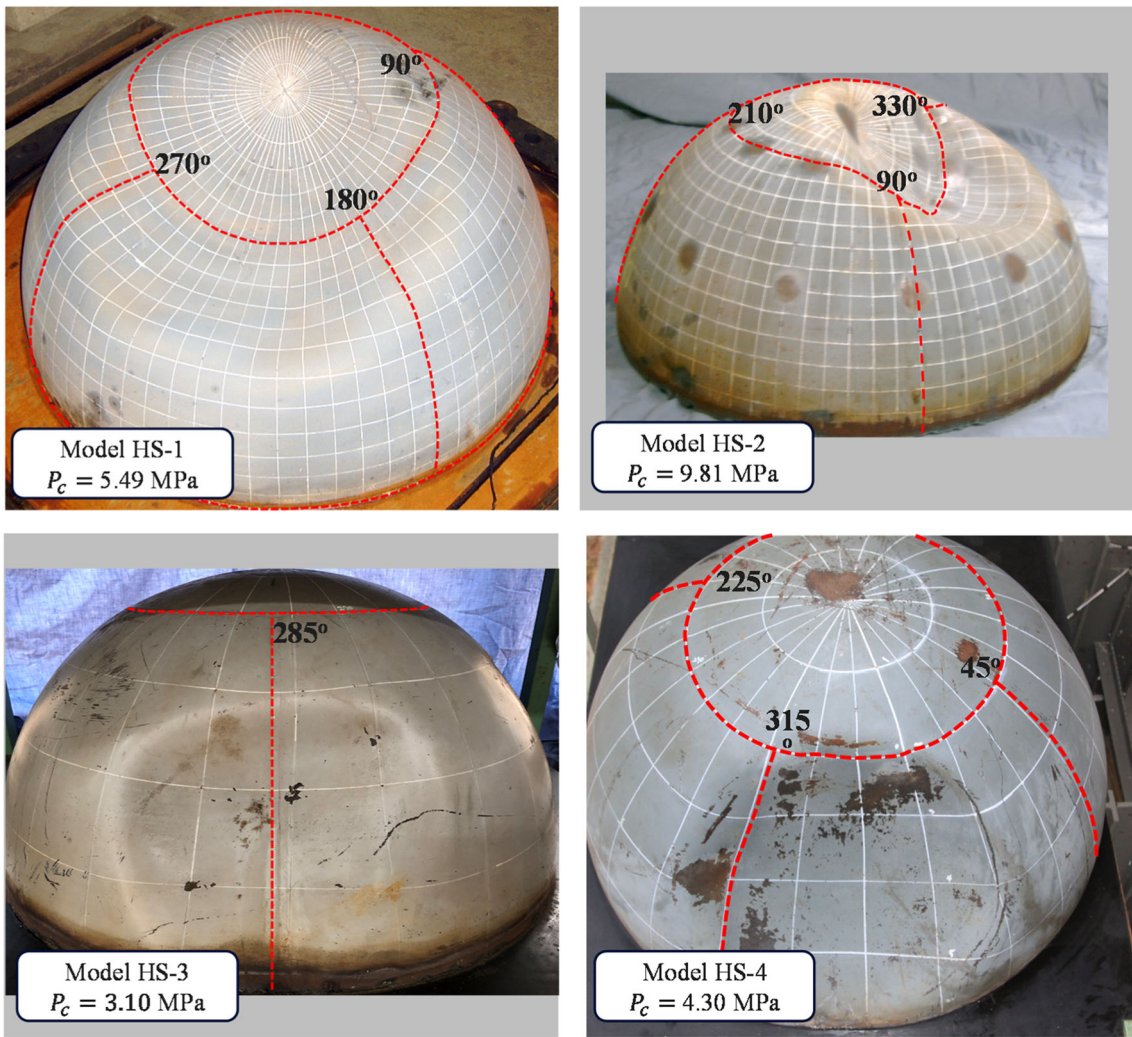 90°
270°
180°
Model HS-1
P_c = 5.49 MPa
210°
330°
90°
Model HS-2
P_c = 9.81 MPa
285°
Model HS-3
P_c = 3.10 MPa
225°
45°
315
°
Model HS-4
P_c = 4.30 MPa